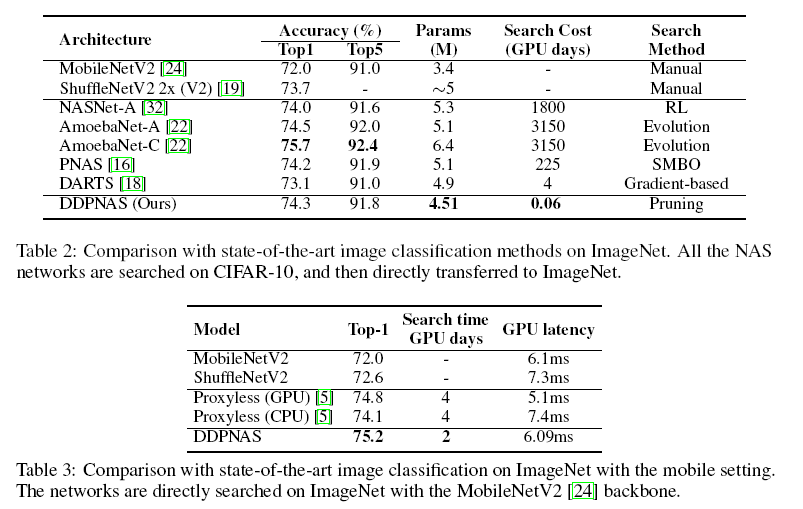 Architecture Accuracy (%) Params Search Cost Search
Top1 Top5 (M) (GPU days) Method
MobileNetV2 [24] 72.0 91.0 3.4 - Manual
ShuffleNetV2 2x (V2) [19] 73.7 - ~5 - Manual
NASNet-A [32] 74.0 91.6 5.3 1800 RL
AmoebaNet-A [22] 74.5 92.0 5.1 3150 Evolution
AmoebaNet-C [22] 75.7 92.4 6.4 3150 Evolution
PNAS [16] 74.2 91.9 5.1 225 SMBO
DARTS [18] 73.1 91.0 4.9 4 Gradient-based
DDPNAS (Ours) 74.3 91.8 4.51 0.06 Pruning
Table 2: Comparison with state-of-the-art image classification methods on ImageNet. All the NAS
networks are searched on CIFAR-10, and then directly transferred to ImageNet.
Model Top-1 Search time GPU latency
GPU days
MobileNetV2 72.0 - 6.1ms
ShuffleNetV2 72.6 - 7.3ms
Proxyless (GPU) [5] 74.8 4 5.1ms
Proxyless (CPU) [5] 74.1 4 7.4ms
DDPNAS 75.2 2 6.09ms
Table 3: Comparison with state-of-the-art image classification on ImageNet with the mobile setting.
The networks are directly searched on ImageNet with the MobileNetV2 [24] backbone.